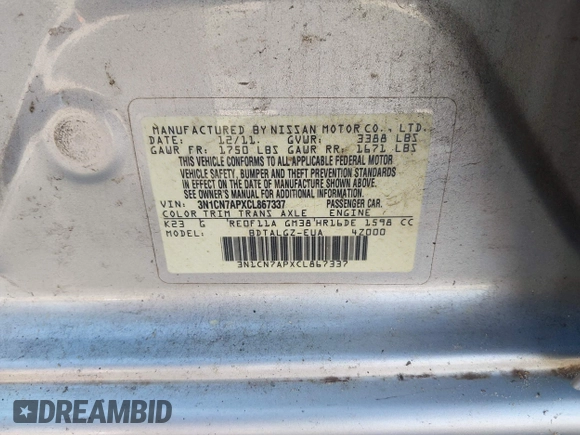 MANUFACTURED BY NISSAN MOTOR CO., LTD.
DATE: 12/11. GVWR: 3388 LBS
GAWR FR: 1750 LBS GAWR RR: 1671 LBS
THIS VEHICLE CONFORMS TO ALL APPLICABLE FEDERAL MOTOR
VEHICLE SAFETY, BUMPER AND THEFT PREVENTION STANDARDS
IN EFFECT ON THE DATE OF MANUFACTURE SHOWN ABOVE.
SEE OWNER'S MANUAL FOR ADDITIONAL INFORMATION.
VIN: 3N1CN7APXCL867337 PASSENGER CAR.
COLOR TRIM TRANS AXLE ENGINE
K23 G 'RE0F11A GM38'HR16DE 1598 CC
MODEL: BDTALGZ-EUA 4Z000
3N1CN7APXCL867337
DREAMBID